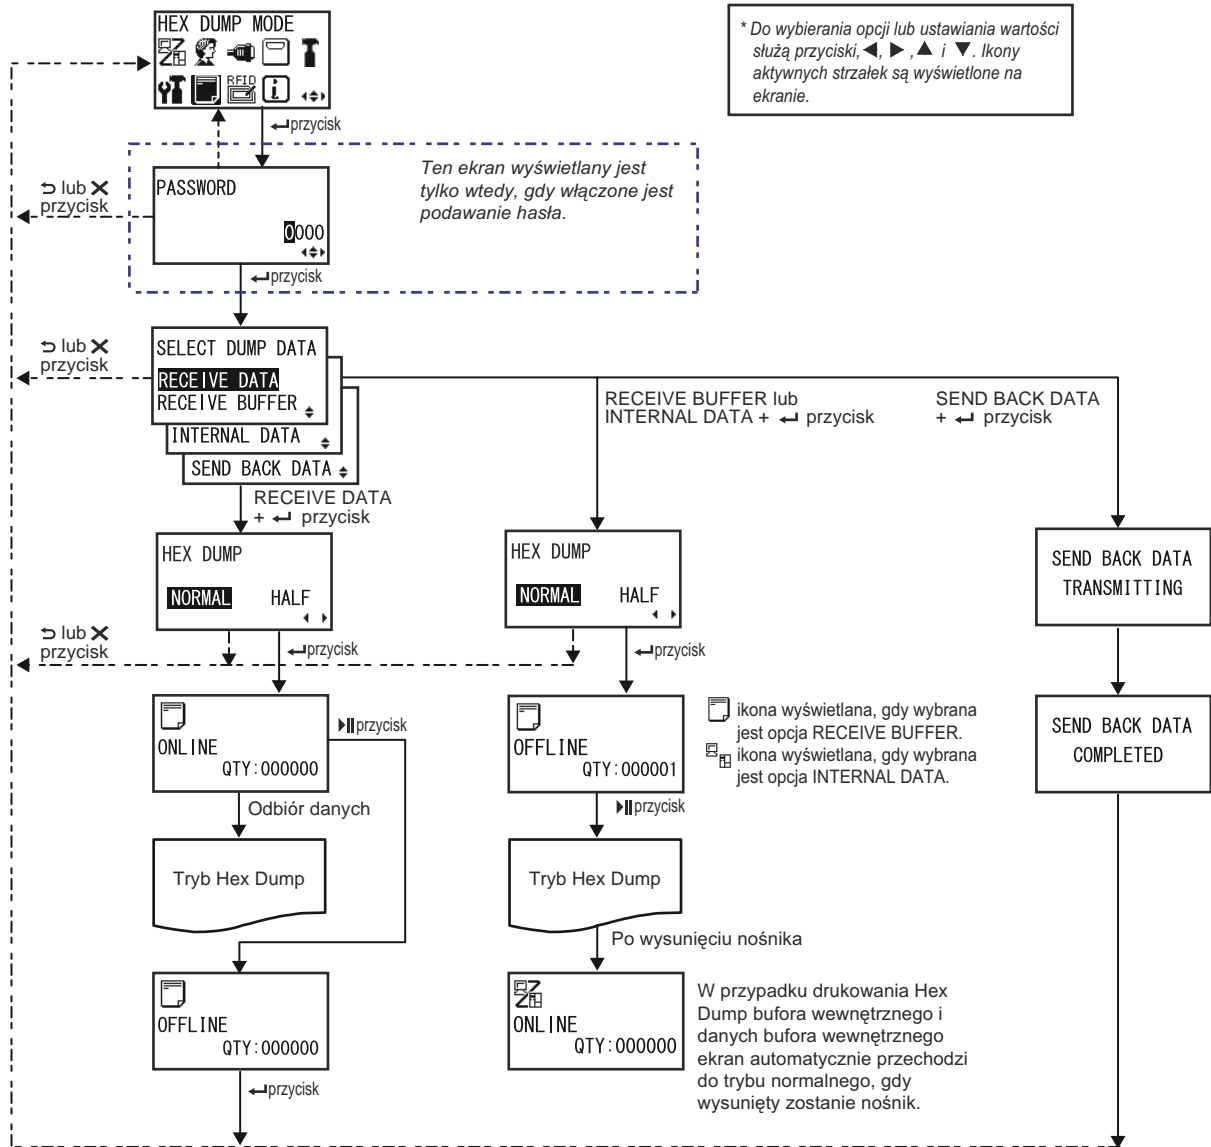 HEX DUMP MODE
RFID
i
* Do wybierania opcji lub ustawiania wartości
służą przyciski,◀, ▶ ,▲ i ▼. Ikony
aktywnych strzałek są wyświetlone na
ekranie.
↵przycisk
PASSWORD
0000
Ten ekran wyświetlany jest
tylko wtedy, gdy włączone jest
podawanie hasła.
⮌ lub ✕
przycisk
↵przycisk
SELECT DUMP DATA
RECEIVE DATA
RECEIVE BUFFER
INTERNAL DATA
SEND BACK DATA
⮌ lub ✕
przycisk
RECEIVE BUFFER lub
INTERNAL DATA + ↵ przycisk
SEND BACK DATA
+ ↵ przycisk
RECEIVE DATA
+ ↵ przycisk
HEX DUMP
NORMAL HALF
HEX DUMP
NORMAL HALF
SEND BACK DATA
TRANSMITTING
⮌ lub ✕
przycisk
↵przycisk
↵przycisk
ONLINE
QTY:000000
▶‖przycisk
OFFLINE
QTY:000001
ikona wyświetlana, gdy wybrana
jest opcja RECEIVE BUFFER.
ikona wyświetlana, gdy wybrana
jest opcja INTERNAL DATA.
SEND BACK DATA
COMPLETED
Odbiór danych
▶‖przycisk
Tryb Hex Dump
Tryb Hex Dump
Po wysunięciu nośnika
OFFLINE
QTY:000000
ONLINE
QTY:000000
W przypadku drukowania Hex
Dump bufora wewnętrznego i
danych bufora wewnętrznego
ekran automatycznie przechodzi
do trybu normalnego, gdy
wysunięty zostanie nośnik.
↵przycisk